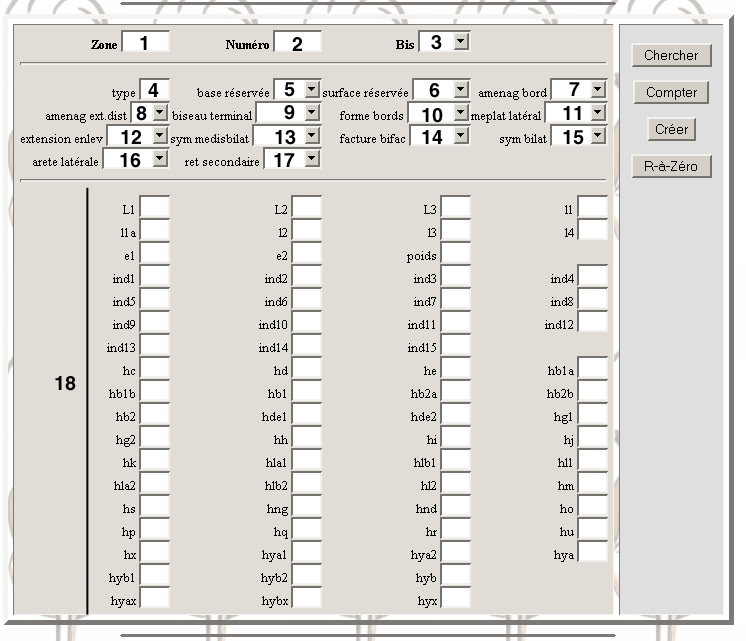 Zone 1 Numéro 2 Bis 3
type 4 base réservée 5 surface réservée 6 amenag bord 7
amenag ext.dist 8 biseau terminal 9 forme bords 10 meplat latéral 11
extension enlev 12 sym medisbilat 13 facture bifac 14 sym bilat 15
arete latérale 16 ret secondaire 17
L1 L2 L3 l1
l1a l2 l3 l4
e1 e2 poids
ind1 ind2 ind3 ind4
ind5 ind6 ind7 ind8
ind9 ind10 ind11 ind12
ind13 ind14 ind15
hc hd he hb1a
18
hb1b hb1 hb2a hb2b
hb2 hde1 hde2 hg1
hg2 hh hi hj
hk hla1 hlb1 hl1
hla2 hlb2 hl2 hm
hs hng hnd ho
hp hq hr hu
hx hya1 hya2 hya
hyb1 hyb2 hyb
hyax hybx hyx
Chercher
Compter
Créer
R-à-Zéro